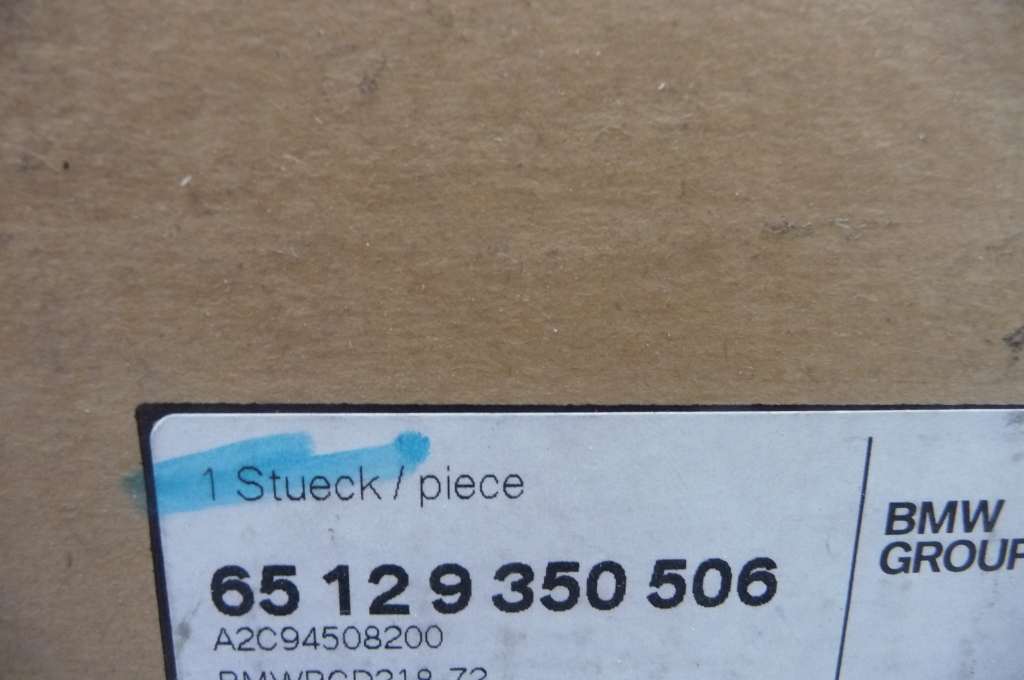 1 Stueck / piece
65 12 9 350 506
A2C94508200
BMW
GROUP